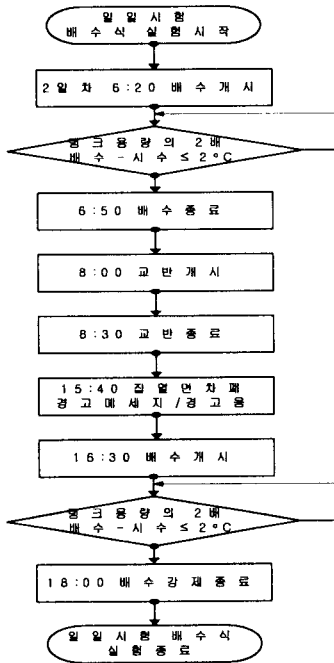 일일시험
배수식 실험시작
2일차 6:20 배수개시
탱크용량의 2배
배수-시수≤2°C
6:50 배수종료
8:00 교반개시
8:30 교반종료
15:40 집열면차폐
경고메세지/경고음
16:30 배수개시
탱크용량의 2배
배수-시수≤2°C
18:00 배수강제종료
일일시험 배수식
실험종료